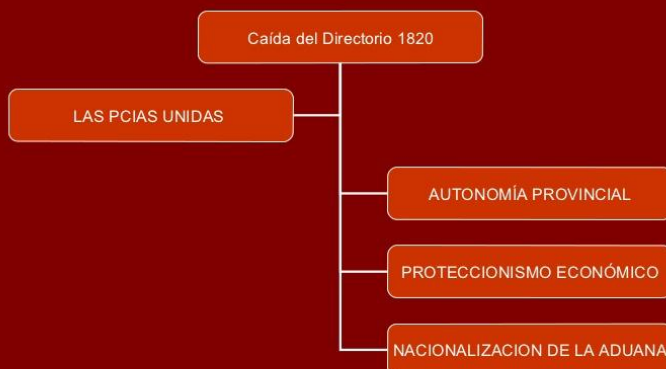 Caída del Directorio 1820
LAS PCIAS UNIDAS
AUTONOMÍA PROVINCIAL
PROTECCIONISMO ECONÓMICO
NACIONALIZACION DE LA ADUANA